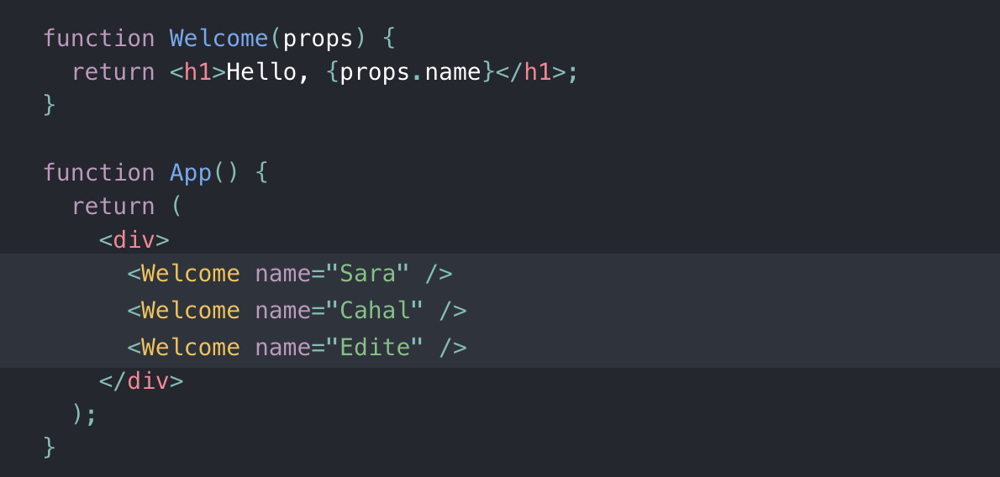 function Welcome(props) {
  return <h1>Hello, {props.name}</h1>;
}

function App() {
  return (
    <div>
      <Welcome name="Sara" />
      <Welcome name="Cahal" />
      <Welcome name="Edite" />
    </div>
  );
}